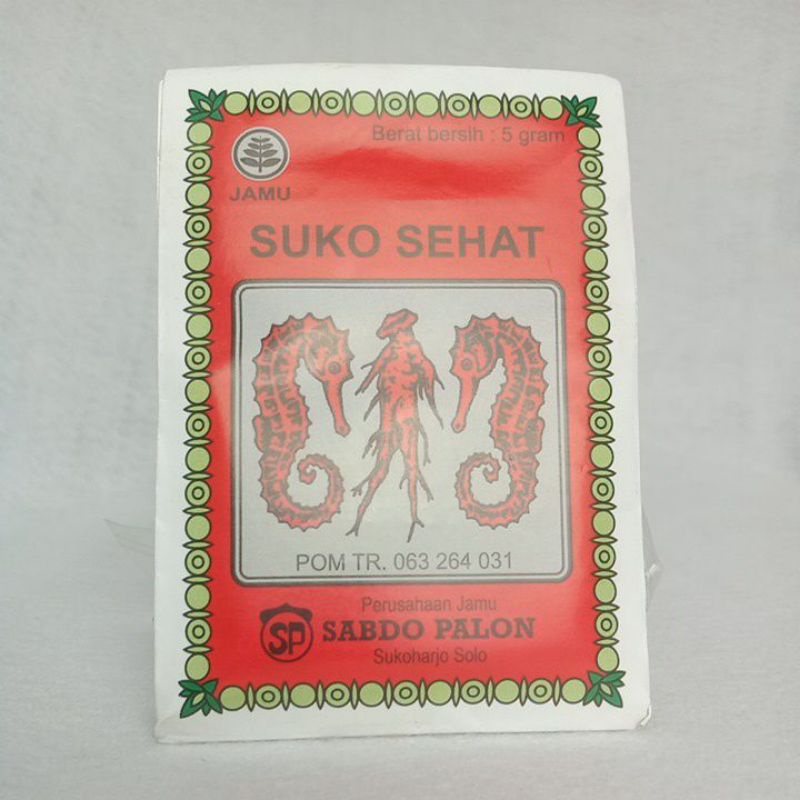 Berat bersih : 5 gram
JAMU
SUKO SEHAT
POM TR. 063 264 031
Perusahaan Jamu
SP SABDO PALON
Sukoharjo Solo